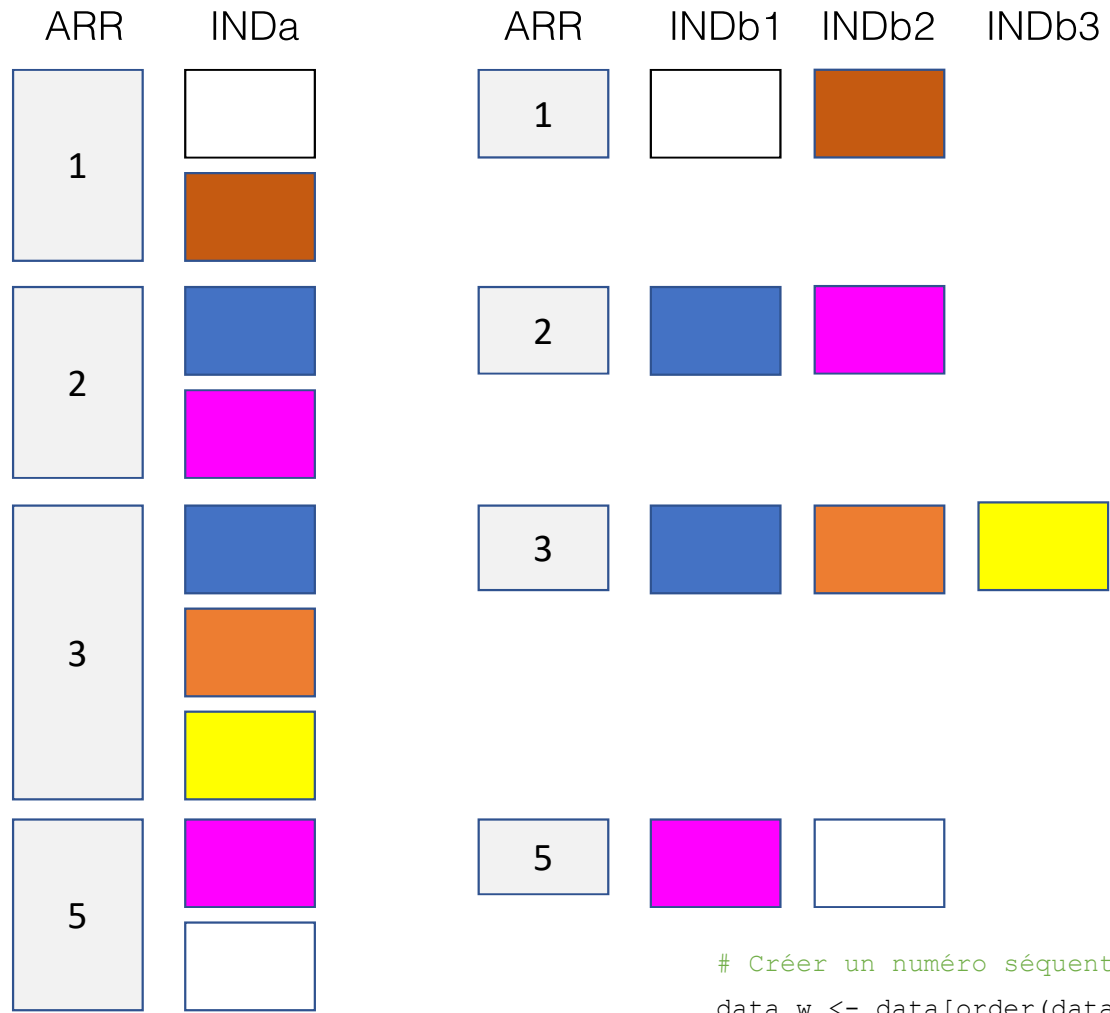 ARR INDa ARR INDb1 INDb2 INDb3
1 1
2 2
3 3
5 5
# Créer un numéro séquent
data w <- data[order(data